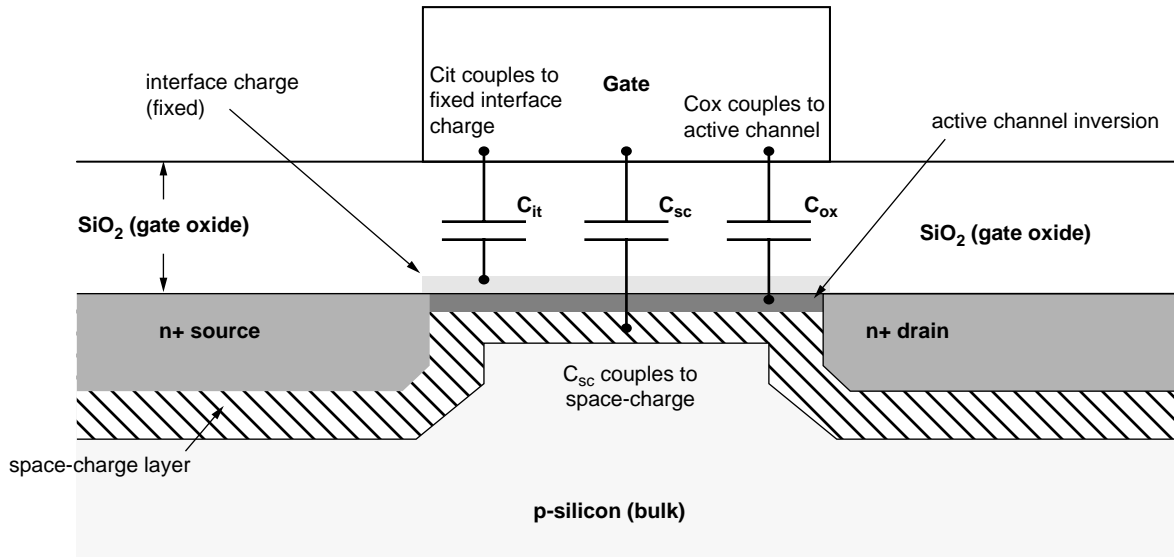 interface charge
(fixed)
Cit couples to
fixed interface
charge
Gate
Cox couples to
active channel
active channel inversion
SiO2 (gate oxide)
Cit
Csc
Cox
SiO2 (gate oxide)
n+ source
n+ drain
Csc couples to
space-charge
space-charge layer
p-silicon (bulk)